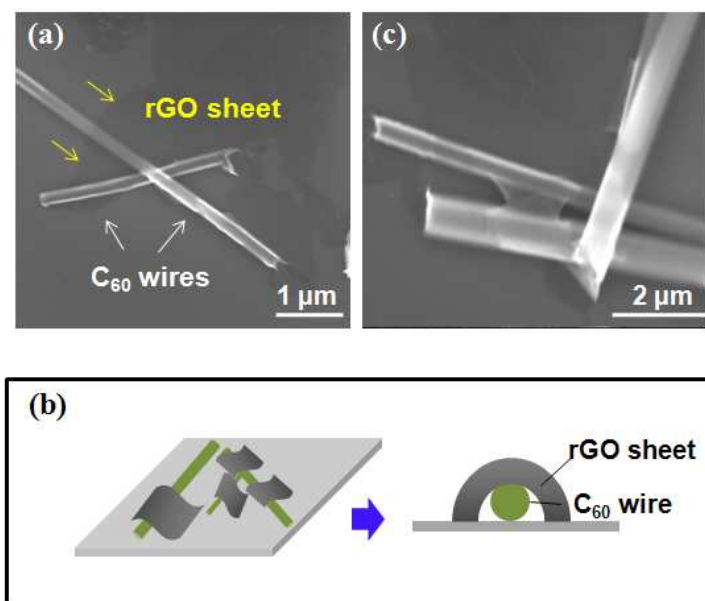 (a)
rGO sheet
C₆₀ wires
1 μm
(c)
2 μm
(b)
rGO sheet
C₆₀ wire